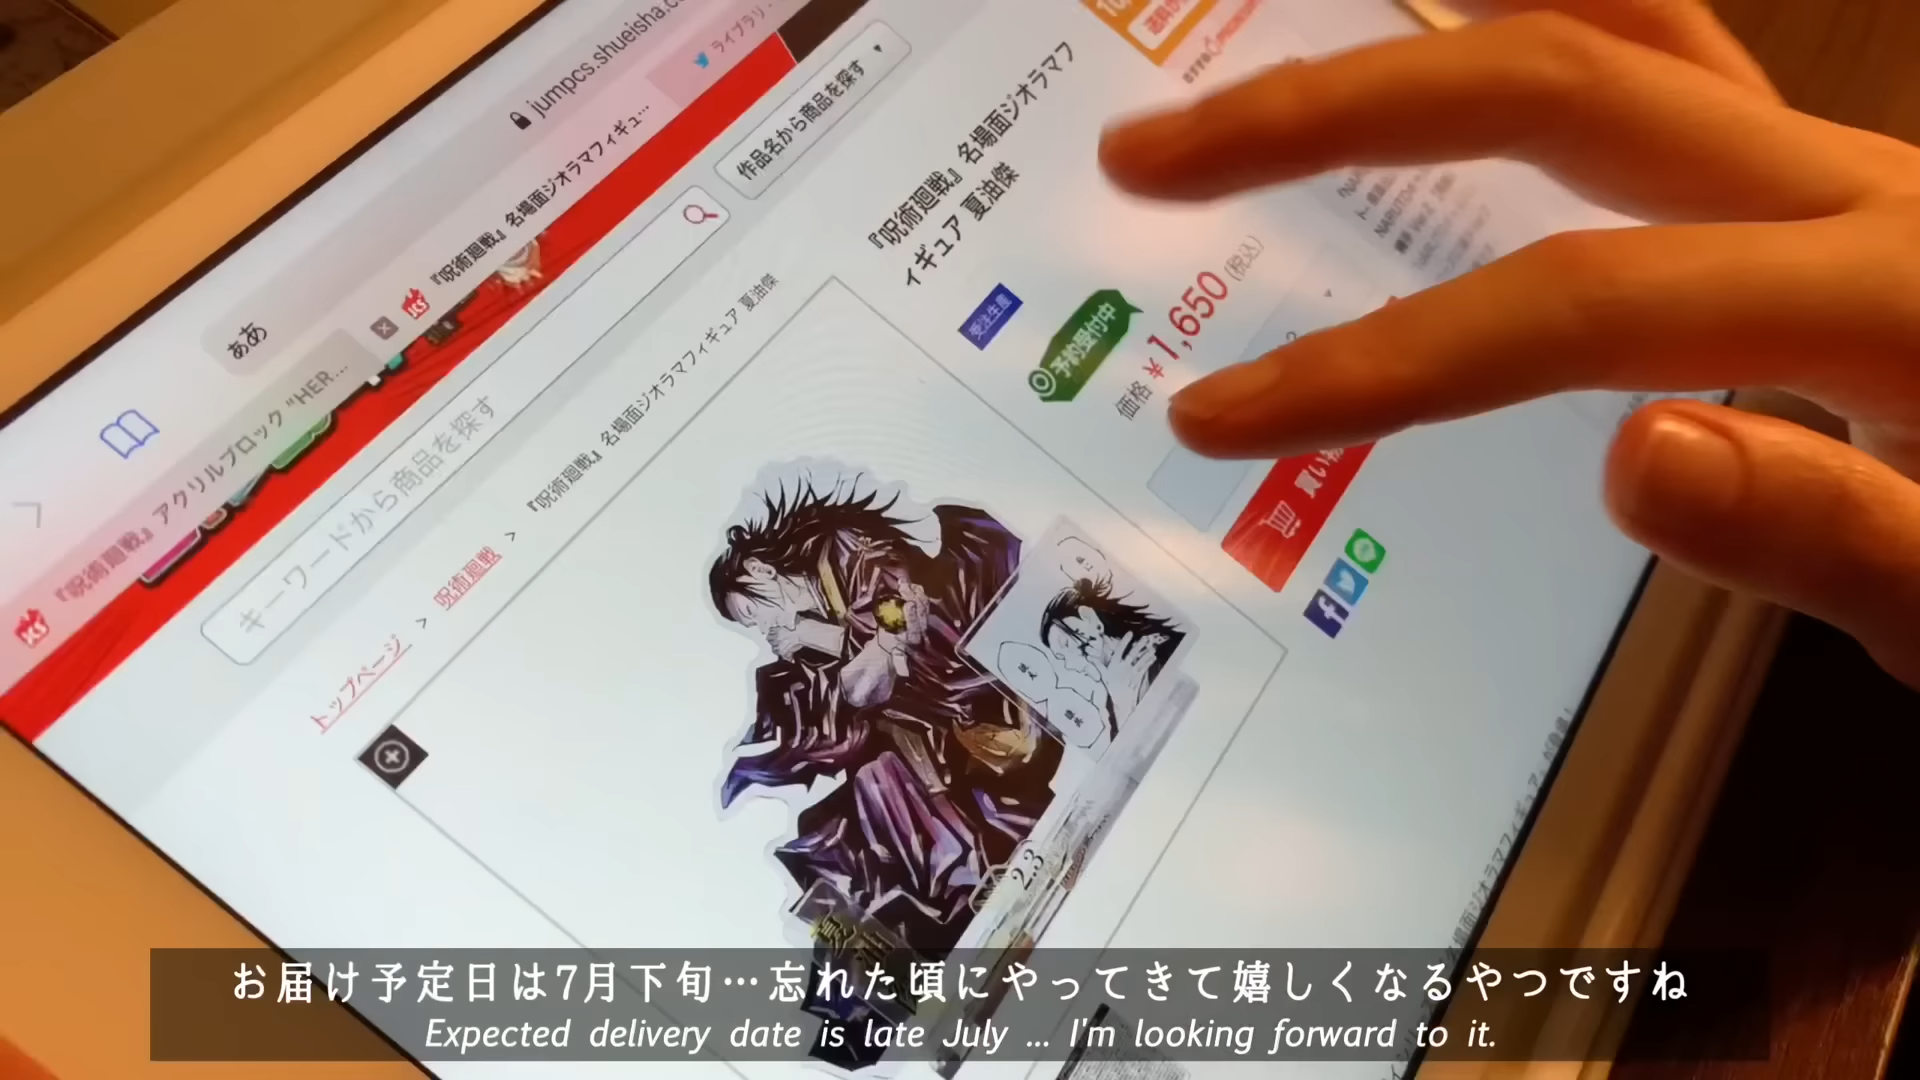 jumpcs.shueisha.c
ああ
ライブラリ
『呪術廻戦』アクリルブロック "HER...
『呪術廻戦』名場面ジオラマフィギュ...
キーワードから商品を探す
作品名から商品を探す
トップページ > 呪術廻戦 > 『呪術廻戦』名場面ジオラマフィギュア 夏油傑
『呪術廻戦』名場面ジオラマフ
ィギュア 夏油傑
受注生産
予約受付中
価格 ¥1,650 (税込)
買い物
2.3
お届け予定日は7月下旬…忘れた頃にやってきて嬉しくなるやつですね
Expected delivery date is late July ... I'm looking forward to it.